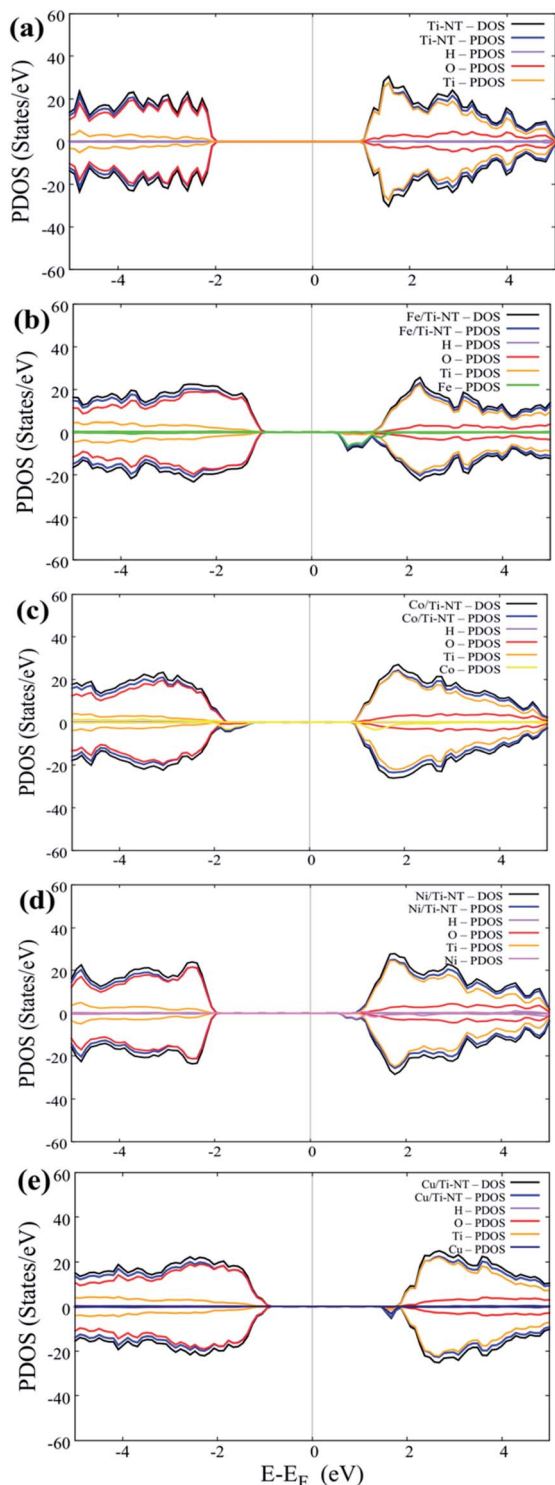 (a)
Ti-NT – DOS
Ti-NT – PDOS
H – PDOS
O – PDOS
Ti – PDOS
PDOS (States/eV)
60
40
20
0
-20
-40
-60
-4 -2 0 2 4
(b)
Fe/Ti-NT – DOS
Fe/Ti-NT – PDOS
H – PDOS
O – PDOS
Ti – PDOS
Fe – PDOS
PDOS (States/eV)
60
40
20
0
-20
-40
-60
-4 -2 0 2 4
(c)
Co/Ti-NT – DOS
Co/Ti-NT – PDOS
H – PDOS
O – PDOS
Ti – PDOS
Co – PDOS
PDOS (States/eV)
60
40
20
0
-20
-40
-60
-4 -2 0 2 4
(d)
Ni/Ti-NT – DOS
Ni/Ti-NT – PDOS
H – PDOS
O – PDOS
Ti – PDOS
Ni – PDOS
PDOS (States/eV)
60
40
20
0
-20
-40
-60
-4 -2 0 2 4
(e)
Cu/Ti-NT – DOS
Cu/Ti-NT – PDOS
H – PDOS
O – PDOS
Ti – PDOS
Cu – PDOS
PDOS (States/eV)
60
40
20
0
-20
-40
-60
-4 -2 0 2 4
E-E_F (eV)